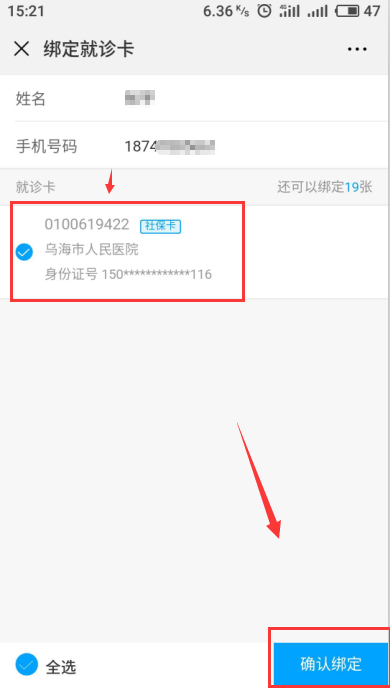 15:21 6.36 K/s 4G 47
绑定就诊卡
姓名
手机号码 1874
就诊卡 还可以绑定19张
0100619422 社保卡
乌海市人民医院
身份证号 150************116
全选 确认绑定